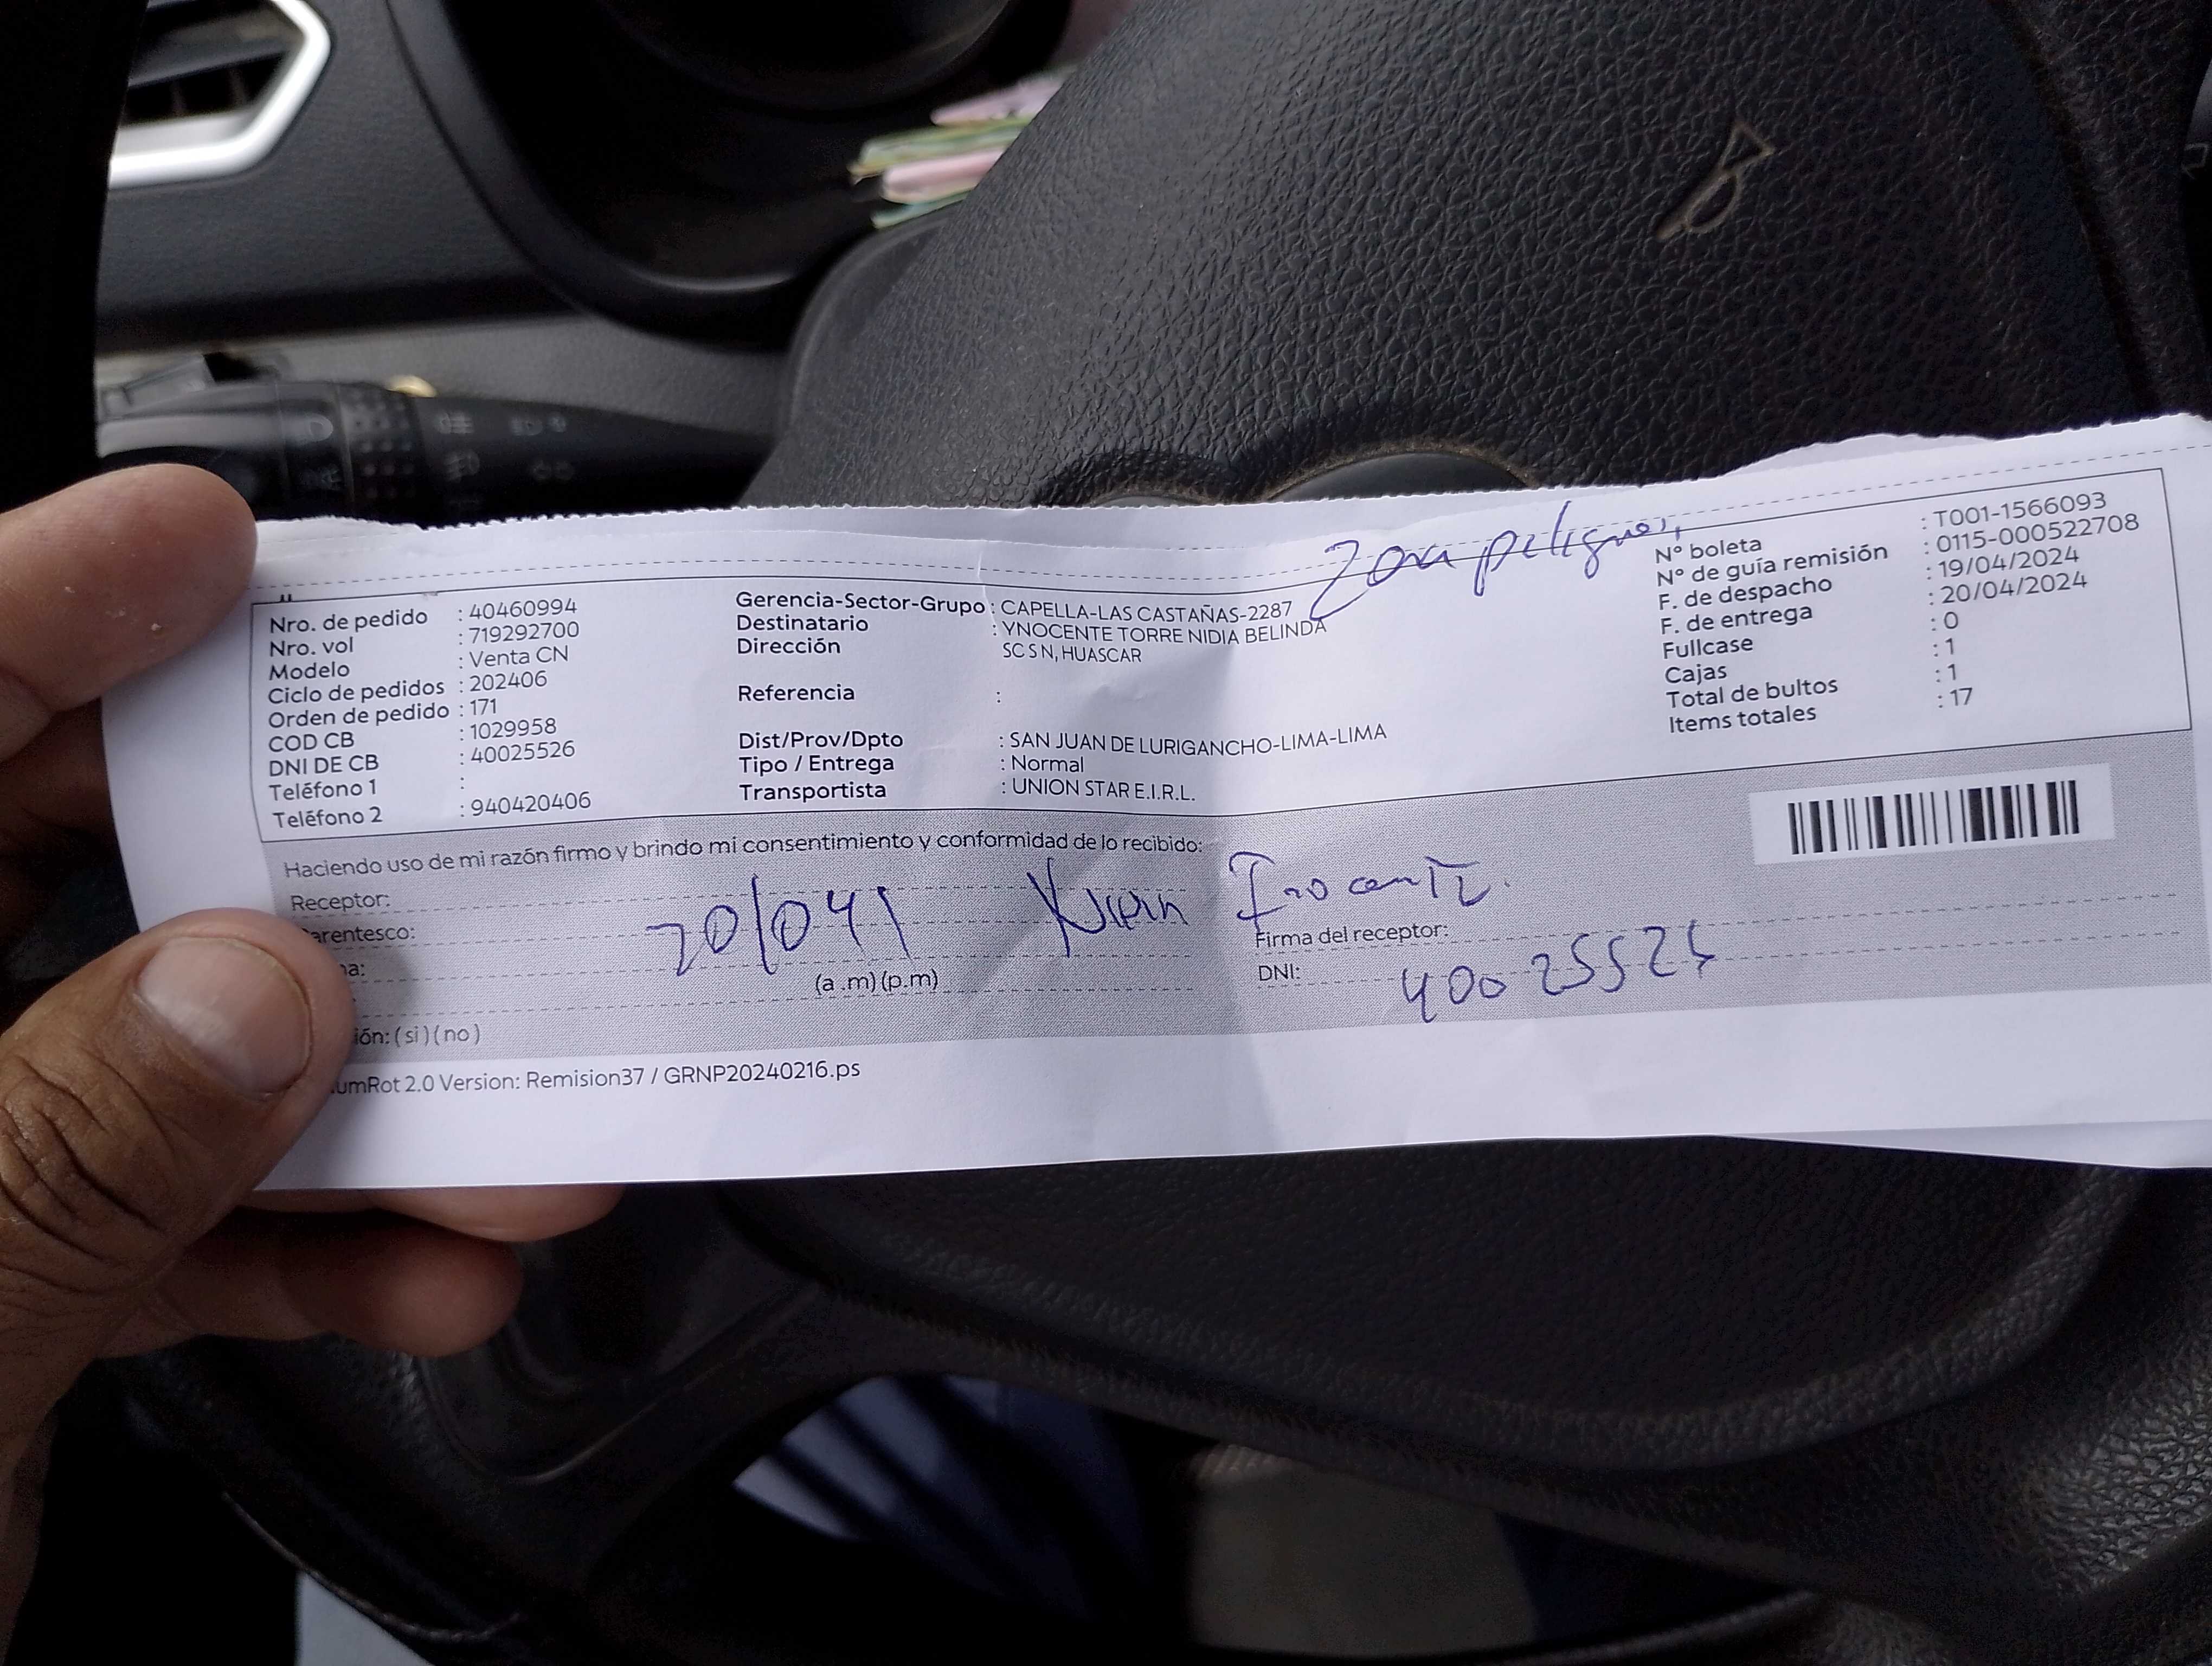 Zona peligrosa
Nro. de pedido : 40460994
Nro. vol : 719292700
Modelo : Venta CN
Ciclo de pedidos : 202406
Orden de pedido : 171
COD CB : 1029958
DNI DE CB : 40025526
Teléfono 1 :
Teléfono 2 : 940420406
Gerencia-Sector-Grupo : CAPELLA-LAS CASTAÑAS-2287
Destinatario : YNOCENTE TORRE NIDIA BELINDA
Dirección SC S N, HUASCAR
Referencia :
Dist/Prov/Dpto : SAN JUAN DE LURIGANCHO-LIMA-LIMA
Tipo / Entrega : Normal
Transportista : UNION STAR E.I.R.L.
N° boleta : T001-1566093
N° de guía remisión : 0115-000522708
F. de despacho : 19/04/2024
F. de entrega : 20/04/2024
Fullcase : 0
Cajas : 1
Total de bultos : 1
Items totales : 17
Haciendo uso de mi razón firmo y brindo mi consentimiento y conformidad de lo recibido:
Receptor:
arentesco:
a:
20/04/
(a .m) (p.m)
Inocente
Firma del receptor:
DNI: 40025526
ión: ( si ) ( no )
umRot 2.0 Version: Remision37 / GRNP20240216.ps